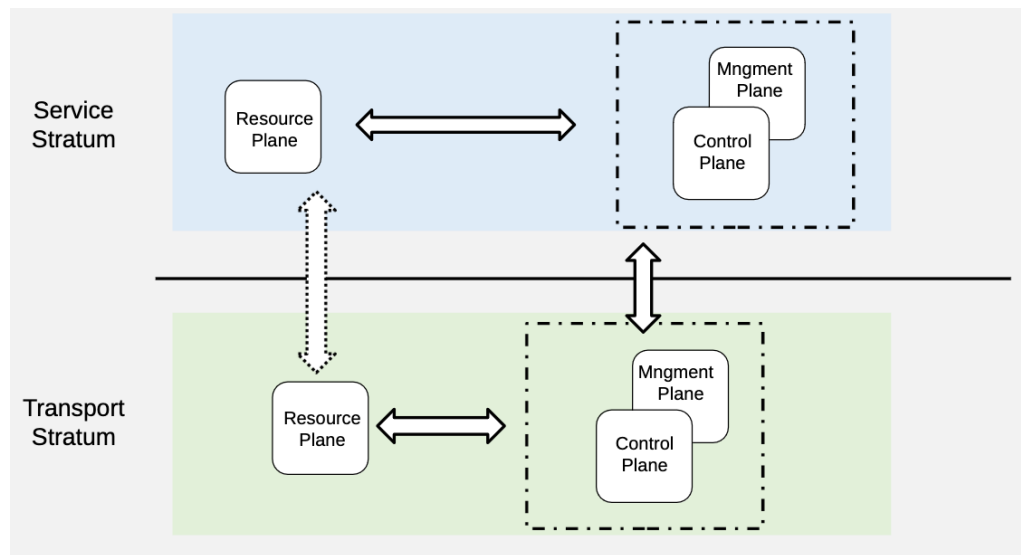 Service
Stratum
Resource
Plane
Mngment
Plane
Control
Plane
Transport
Stratum
Resource
Plane
Mngment
Plane
Control
Plane